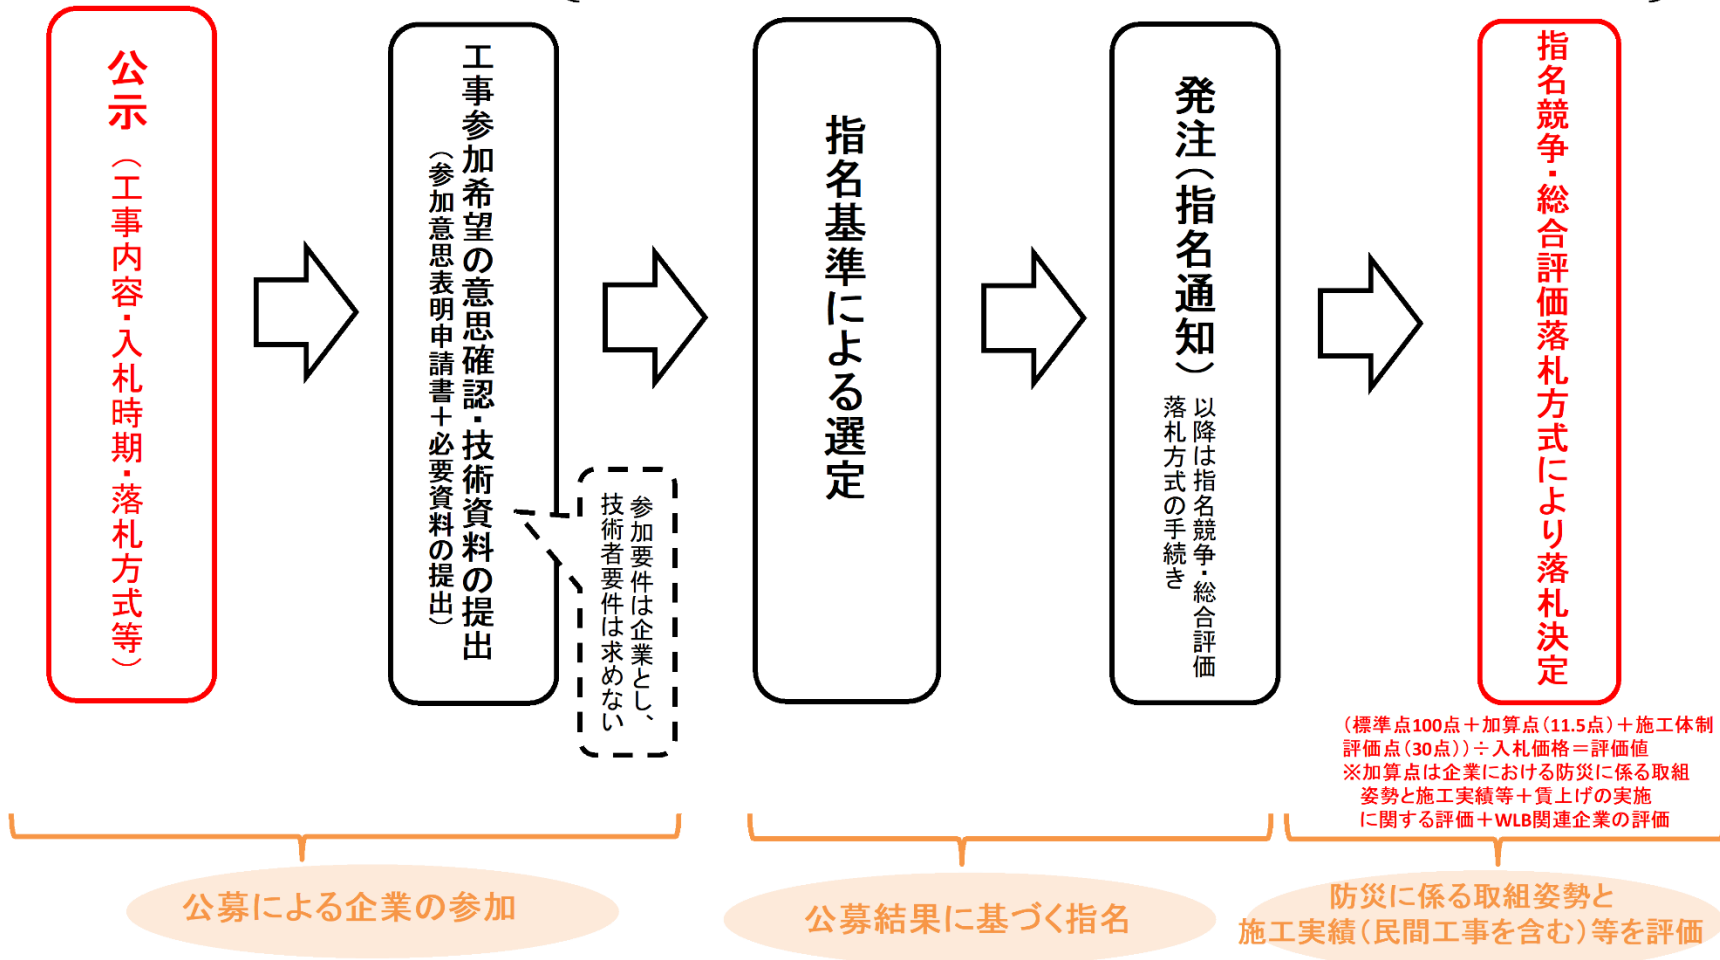 公示（工事内容・入札時期・落札方式等）
工事参加希望の意思確認・技術資料の提出
（参加意思表明申請書＋必要資料の提出）
参加要件は企業とし、
技術者要件は求めない
指名基準による選定
発注（指名通知）
以降は指名競争・総合評価
落札方式の手続き
指名競争・総合評価落札方式により落札決定
（標準点100点＋加算点（11.5点）＋施工体制
評価点（30点））÷入札価格＝評価値
※加算点は企業における防災に係る取組
姿勢と施工実績等＋賃上げの実施
に関する評価＋WLB関連企業の評価
公募による企業の参加
公募結果に基づく指名
防災に係る取組姿勢と
施工実績（民間工事を含む）等を評価